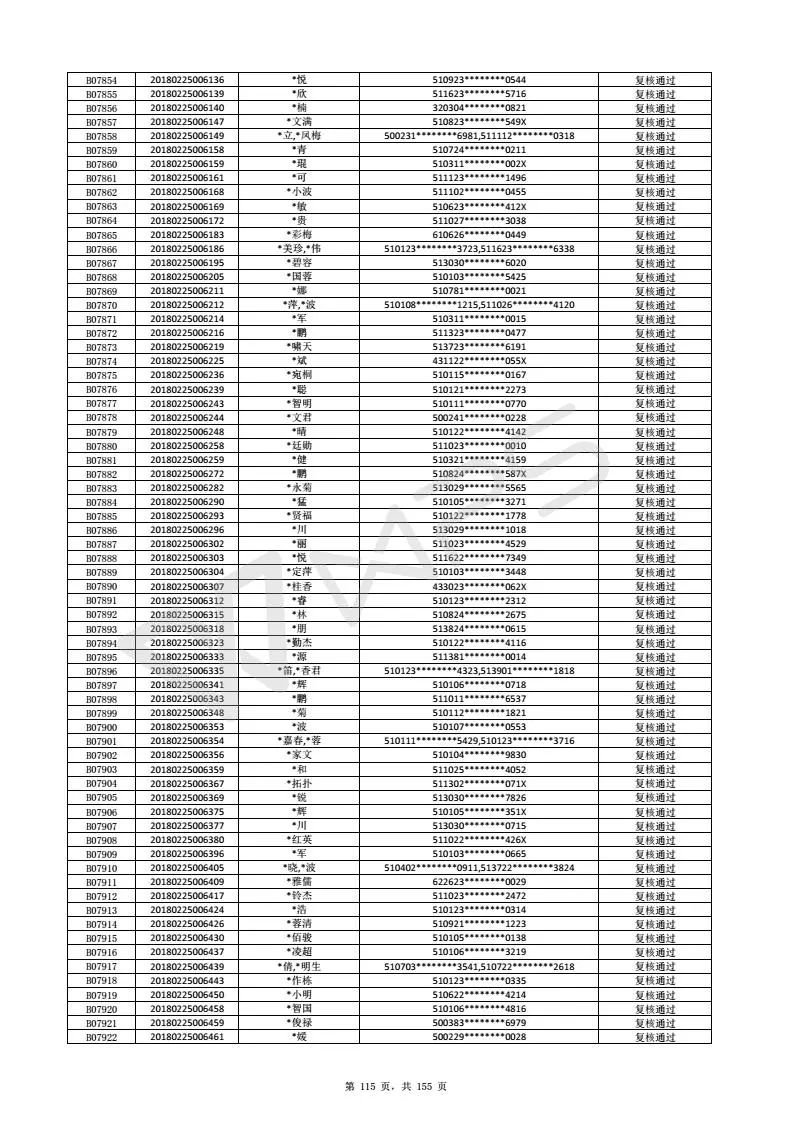 B07854 20180225006136 *悦 510923********0544 复核通过
B07855 20180225006139 *欣 511623********5716 复核通过
B07856 20180225006140 *楠 320304********0821 复核通过
B07857 20180225006147 *文满 510823********549X 复核通过
B07858 20180225006149 *立,*凤梅 500231********6981,511112********0318 复核通过
B07859 20180225006158 *青 510724********0211 复核通过
B07860 20180225006159 *琨 510311********002X 复核通过
B07861 20180225006161 *可 511123********1496 复核通过
B07862 20180225006168 *小波 511102********0455 复核通过
B07863 20180225006169 *敏 510623********412X 复核通过
B07864 20180225006172 *贵 511027********3038 复核通过
B07865 20180225006183 *彩梅 610626********0449 复核通过
B07866 20180225006186 *美珍,*伟 510123********3723,511623********6338 复核通过
B07867 20180225006195 *碧容 513030********6020 复核通过
B07868 20180225006205 *国蓉 510103********5425 复核通过
B07869 20180225006211 *娜 510781********0021 复核通过
B07870 20180225006212 *萍,*波 510108********1215,511026********4120 复核通过
B07871 20180225006214 *军 510311********0015 复核通过
B07872 20180225006216 *鹏 511323********0477 复核通过
B07873 20180225006219 *啸天 513723********6191 复核通过
B07874 20180225006225 *斌 431122********055X 复核通过
B07875 20180225006236 *宛桐 510115********0167 复核通过
B07876 20180225006239 *聪 510121********2273 复核通过
B07877 20180225006243 *智明 510111********0770 复核通过
B07878 20180225006244 *文君 500241********0228 复核通过
B07879 20180225006248 *晴 510122********4142 复核通过
B07880 20180225006258 *廷勋 511023********0010 复核通过
B07881 20180225006259 *健 510321********4159 复核通过
B07882 20180225006272 *鹏 510824********587X 复核通过
B07883 20180225006282 *永菊 513029********5565 复核通过
B07884 20180225006290 *猛 510105********3271 复核通过
B07885 20180225006293 *贤福 510122********1778 复核通过
B07886 20180225006296 *川 513029********1018 复核通过
B07887 20180225006302 *丽 511023********4529 复核通过
B07888 20180225006303 *悦 511622********7349 复核通过
B07889 20180225006304 *定萍 510103********3448 复核通过
B07890 20180225006307 *桂香 433023********062X 复核通过
B07891 20180225006312 *睿 510123********2312 复核通过
B07892 20180225006315 *林 510824********2675 复核通过
B07893 20180225006318 *朋 513824********0615 复核通过
B07894 20180225006323 *勤杰 510122********4116 复核通过
B07895 20180225006333 *源 511381********0014 复核通过
B07896 20180225006335 *笛,*香君 510123********4323,513901********1818 复核通过
B07897 20180225006341 *辉 510106********0718 复核通过
B07898 20180225006343 *鹏 511011********6537 复核通过
B07899 20180225006348 *菊 510112********1821 复核通过
B07900 20180225006353 *波 510107********0553 复核通过
B07901 20180225006354 *嘉春,*蓉 510111********5429,510123********3716 复核通过
B07902 20180225006356 *家文 510104********9830 复核通过
B07903 20180225006359 *和 511025********4052 复核通过
B07904 20180225006367 *拓扑 511302********071X 复核通过
B07905 20180225006369 *锐 513030********7826 复核通过
B07906 20180225006375 *辉 510105********351X 复核通过
B07907 20180225006377 *川 513030********0715 复核通过
B07908 20180225006380 *红英 511022********426X 复核通过
B07909 20180225006396 *军 510103********0665 复核通过
B07910 20180225006405 *晓,*波 510402********0911,513722********3824 复核通过
B07911 20180225006409 *雅儒 622623********0029 复核通过
B07912 20180225006417 *铃杰 511023********2472 复核通过
B07913 20180225006424 *浩 510123********0314 复核通过
B07914 20180225006426 *蓉清 510921********1223 复核通过
B07915 20180225006430 *佰骏 510105********0138 复核通过
B07916 20180225006437 *凌超 510106********3219 复核通过
B07917 20180225006439 *倩,*明生 510703********3541,510722********2618 复核通过
B07918 20180225006443 *作栋 510123********0335 复核通过
B07919 20180225006450 *小明 510622********4214 复核通过
B07920 20180225006458 *智国 510106********4816 复核通过
B07921 20180225006459 *俊禄 500383********6979 复核通过
B07922 20180225006461 *媛 500229********0028 复核通过
WPS
第 115 页，共 155 页